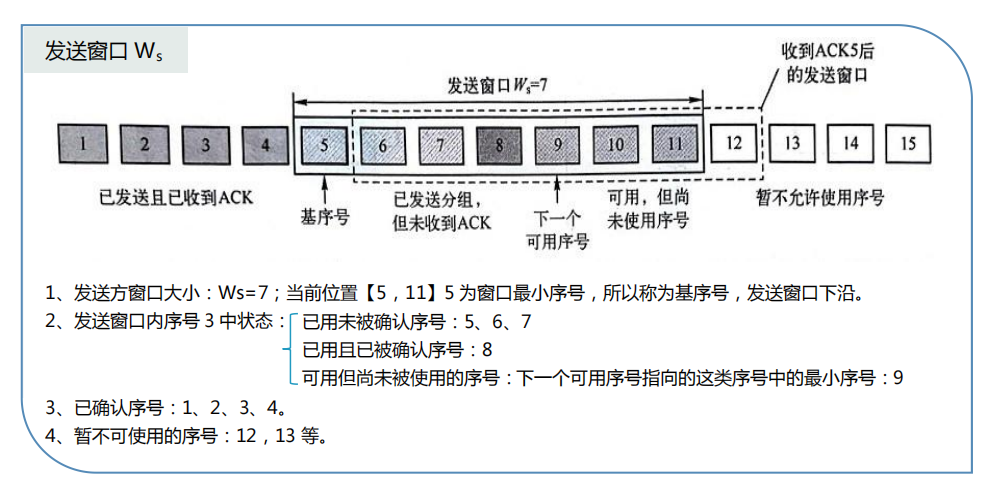 发送窗口 Ws
收到ACK5后
的发送窗口
发送窗口Ws=7
1 2 3 4 5 6 7 8 9 10 11 12 13 14 15
已发送且已收到ACK
基序号
已发送分组，
但未收到ACK
下一个
可用序号
可用，但尚
未使用序号
暂不允许使用序号
1、发送方窗口大小：Ws=7；当前位置【5，11】5 为窗口最小序号，所以称为基序号，发送窗口下沿。
2、发送窗口内序号 3 中状态：
已用未被确认序号：5、6、7
已用且已被确认序号：8
可用但尚未被使用的序号：下一个可用序号指向的这类序号中的最小序号：9
3、已确认序号：1、2、3、4。
4、暂不可使用的序号：12，13 等。